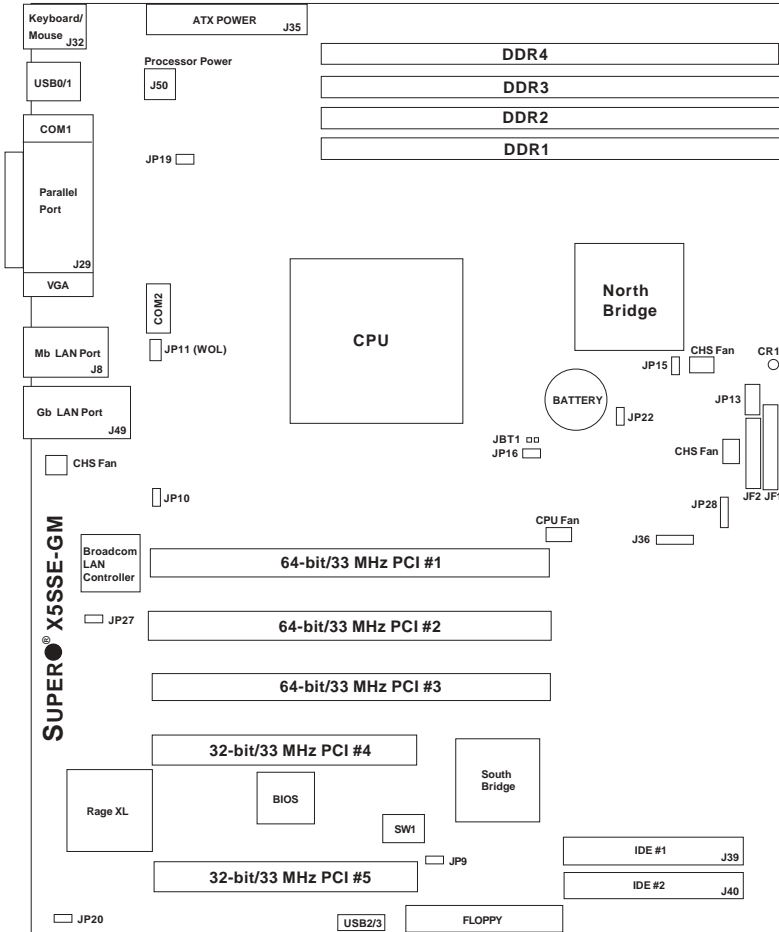 Keyboard/
Mouse
J32
ATX POWER
J35
DDR4
Processor Power
USB0/1
J50
DDR3
DDR2
COM1
DDR1
JP19
Parallel
Port
J29
VGA
North
Bridge
COM2
CPU
JP11 (WOL)
Mb LAN Port
J8
CHS Fan
CR1
JP15
BATTERY
JP13
Gb LAN Port
J49
JP22
JBT1
JP16
CHS Fan
CHS Fan
JP10
JF2
JF1
JP28
CPU Fan
J36
Broadcom
LAN
Controller
64-bit/33 MHz PCI #1
JP27
64-bit/33 MHz PCI #2
64-bit/33 MHz PCI #3
SUPER® X5SSE-GM
32-bit/33 MHz PCI #4
South
Bridge
Rage XL
BIOS
SW1
IDE #1
J39
JP9
32-bit/33 MHz PCI #5
IDE #2
J40
JP20
USB2/3
FLOPPY